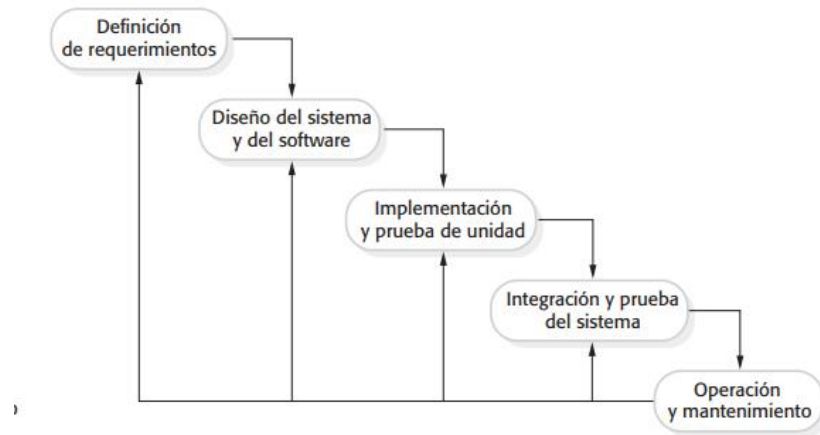 Definición
de requerimientos
Diseño del sistema
y del software
Implementación
y prueba de unidad
Integración y prueba
del sistema
Operación
y mantenimiento